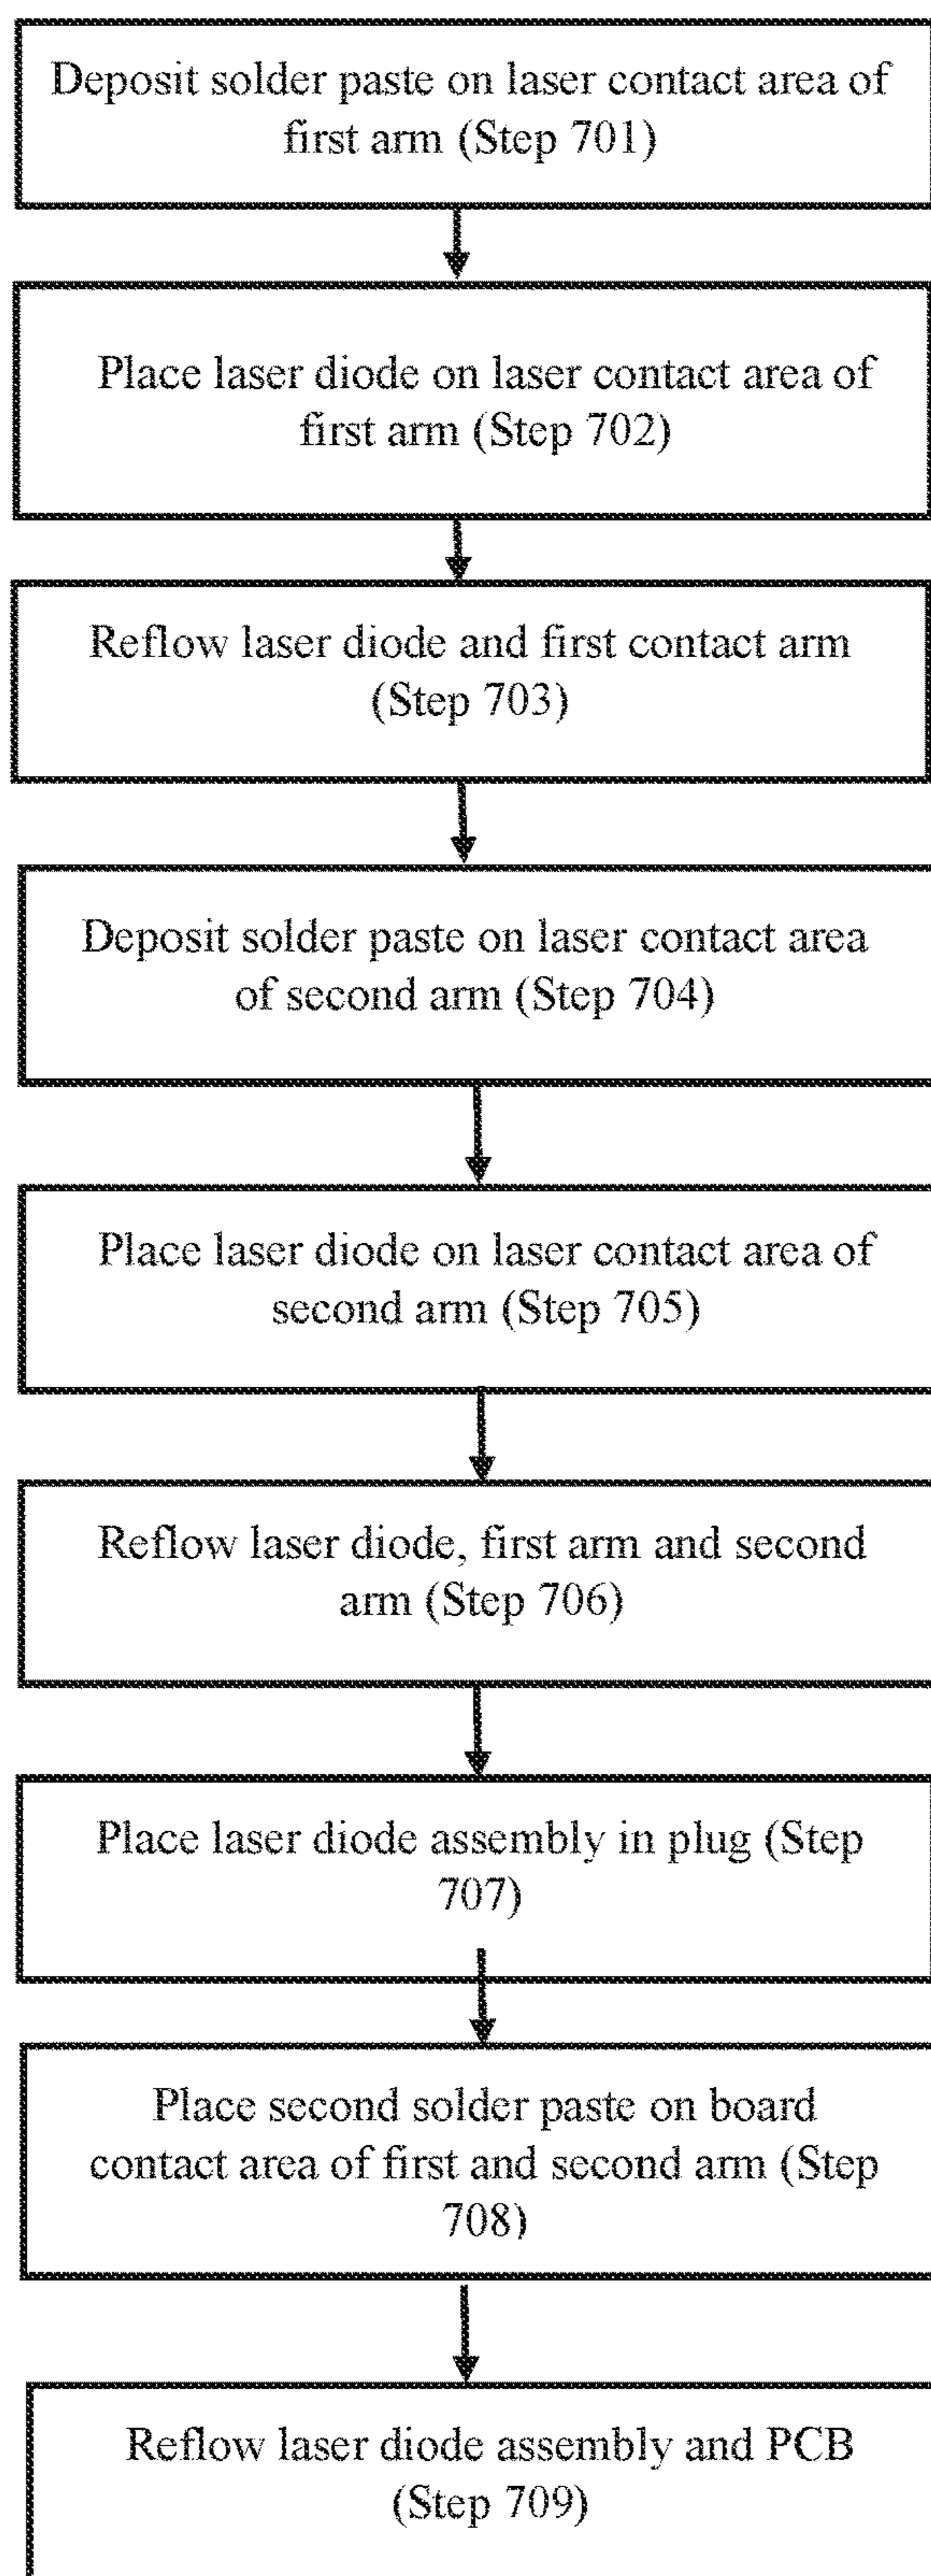 Deposit solder paste on laser contact area of
first arm (Step 701)
Place laser diode on laser contact area of
first arm (Step 702)
Reflow laser diode and first contact arm
(Step 703)
Deposit solder paste on laser contact area
of second arm (Step 704)
Place laser diode on laser contact area of
second arm (Step 705)
Reflow laser diode, first arm and second
arm (Step 706)
Place laser diode assembly in plug (Step
707)
Place second solder paste on board
contact area of first and second arm (Step
708)
Reflow laser diode assembly and PCB
(Step 709)